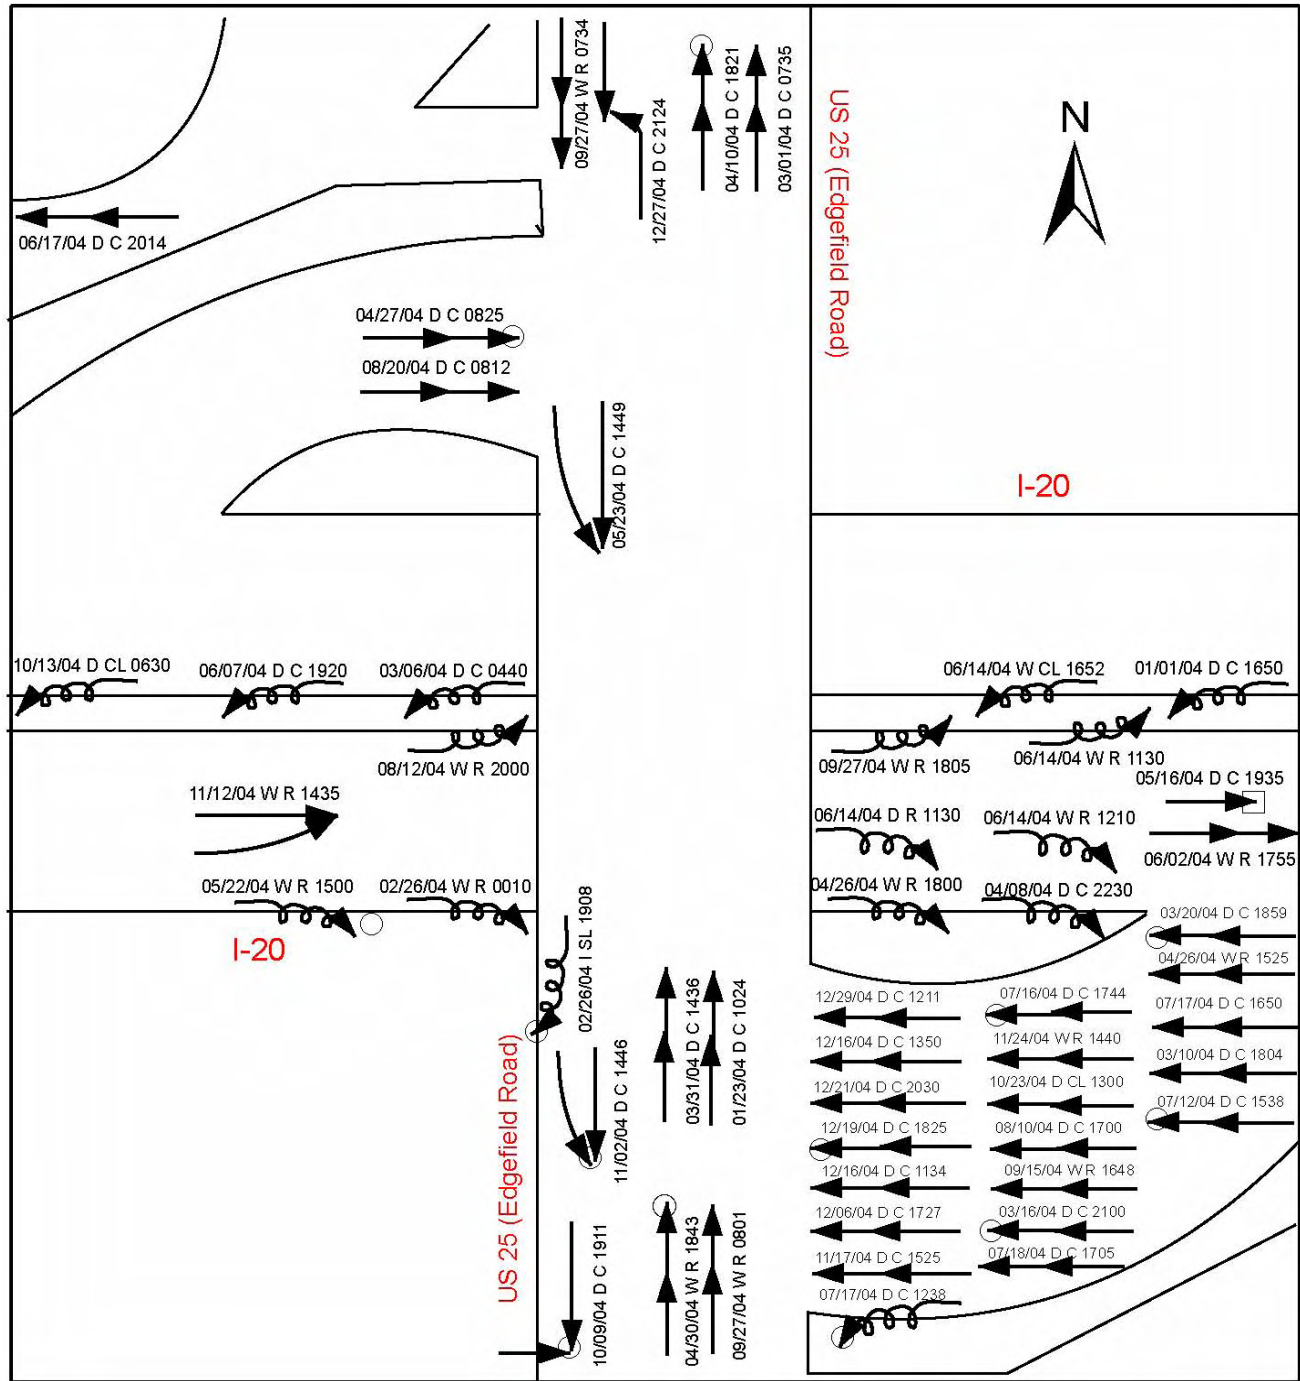 09/27/04 W R 0734
12/27/04 D C 2124
04/10/04 D C 1821
03/01/04 D C 0735
US 25 (Edgefield Road)
N
06/17/04 D C 2014
04/27/04 D C 0825
08/20/04 D C 0812
05/23/04 D C 1449
I-20
10/13/04 D CL 0630
06/07/04 D C 1920
03/06/04 D C 0440
06/14/04 W CL 1652
01/01/04 D C 1650
08/12/04 W R 2000
09/27/04 W R 1805
06/14/04 W R 1130
05/16/04 D C 1935
11/12/04 W R 1435
06/14/04 D R 1130
06/14/04 W R 1210
06/02/04 W R 1755
05/22/04 W R 1500
02/26/04 W R 0010
04/26/04 W R 1800
04/08/04 D C 2230
I-20
02/26/04 I SL 1908
03/20/04 D C 1859
04/26/04 W R 1525
03/31/04 D C 1436
01/23/04 D C 1024
12/29/04 D C 1211
07/16/04 D C 1744
07/17/04 D C 1650
US 25 (Edgefield Road)
11/02/04 D C 1446
12/16/04 D C 1350
11/24/04 W R 1440
03/10/04 D C 1804
12/21/04 D C 2030
10/23/04 D CL 1300
07/12/04 D C 1538
12/19/04 D C 1825
08/10/04 D C 1700
12/16/04 D C 1134
09/15/04 W R 1648
12/06/04 D C 1727
03/16/04 D C 2100
10/09/04 D C 1911
04/30/04 W R 1843
09/27/04 W R 0801
11/17/04 D C 1525
07/18/04 D C 1705
07/17/04 D C 1238